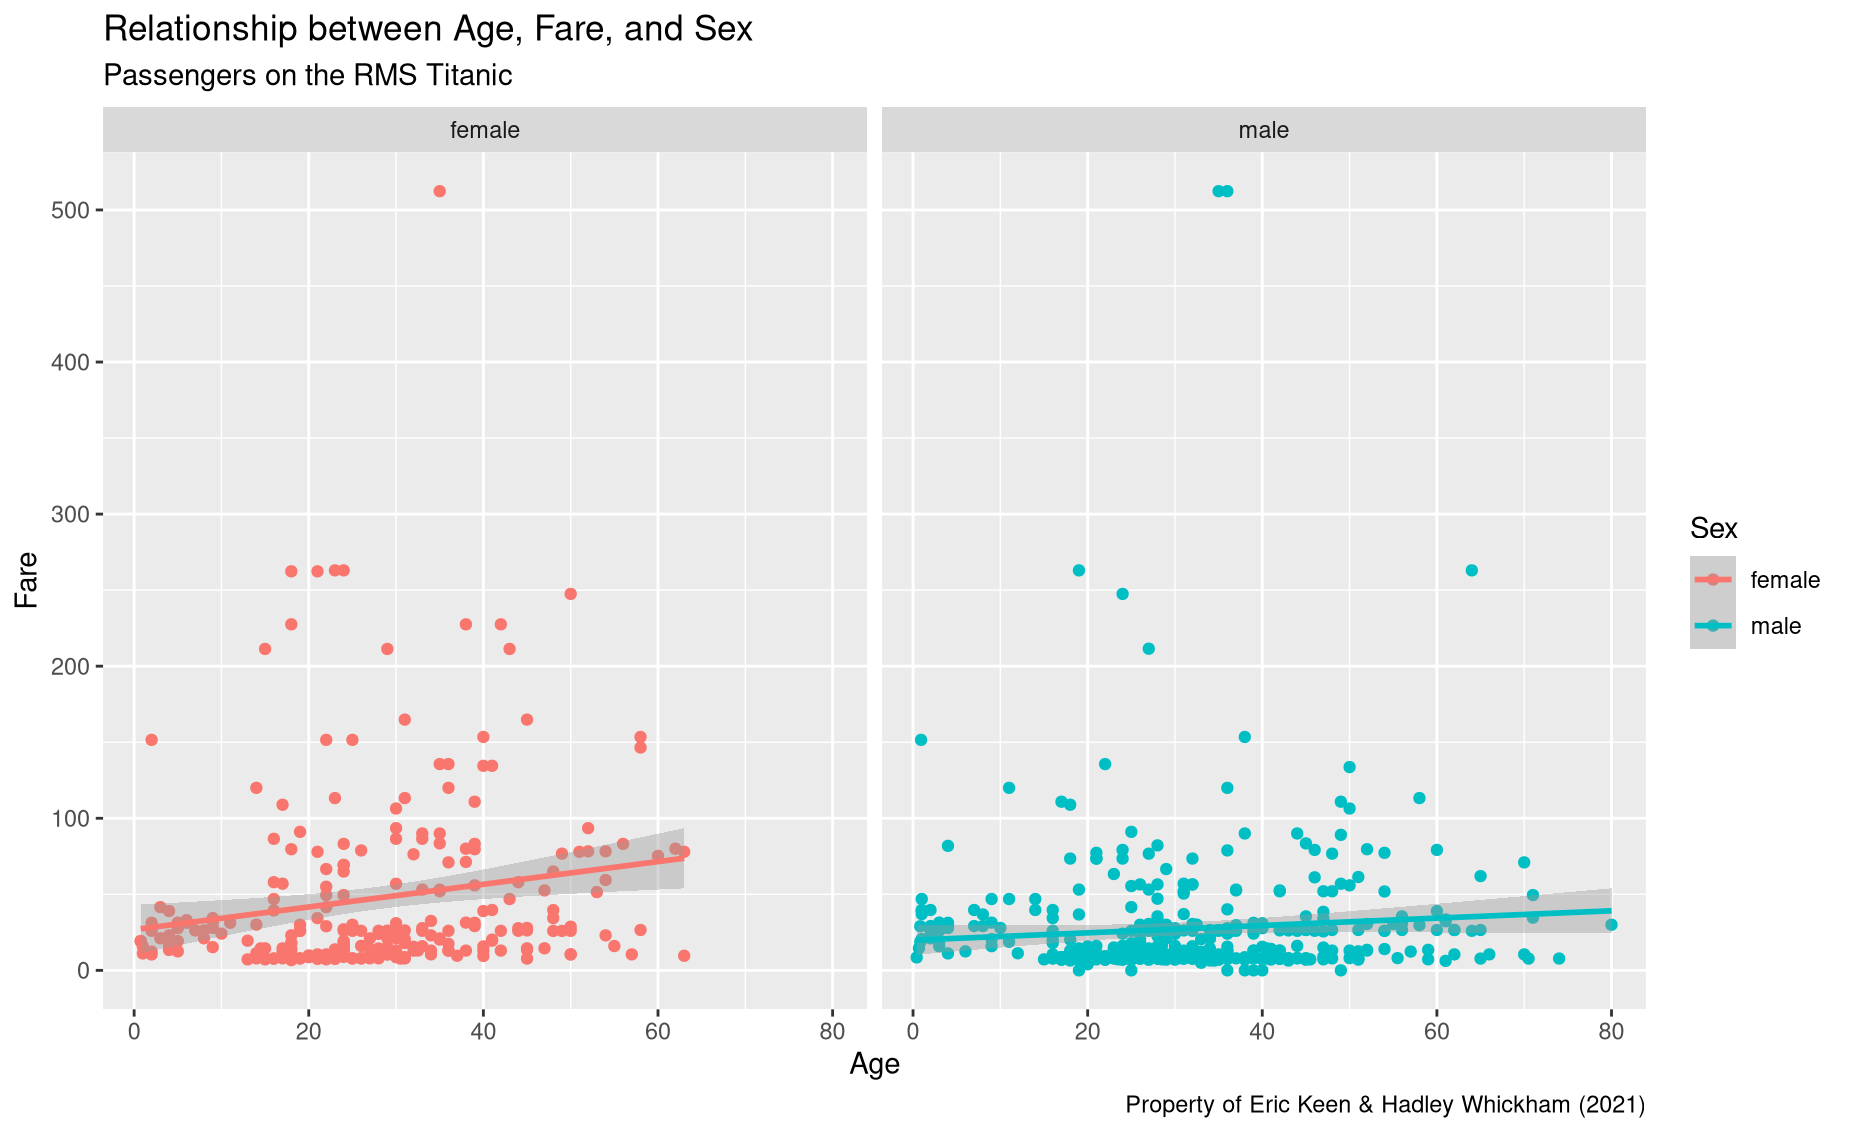 Relationship between Age, Fare, and Sex
Passengers on the RMS Titanic
female
male
500
400
300
200
100
0
Fare
0 20 40 60 80
0 20 40 60 80
Age
Sex
female
male
Property of Eric Keen & Hadley Whickham (2021)